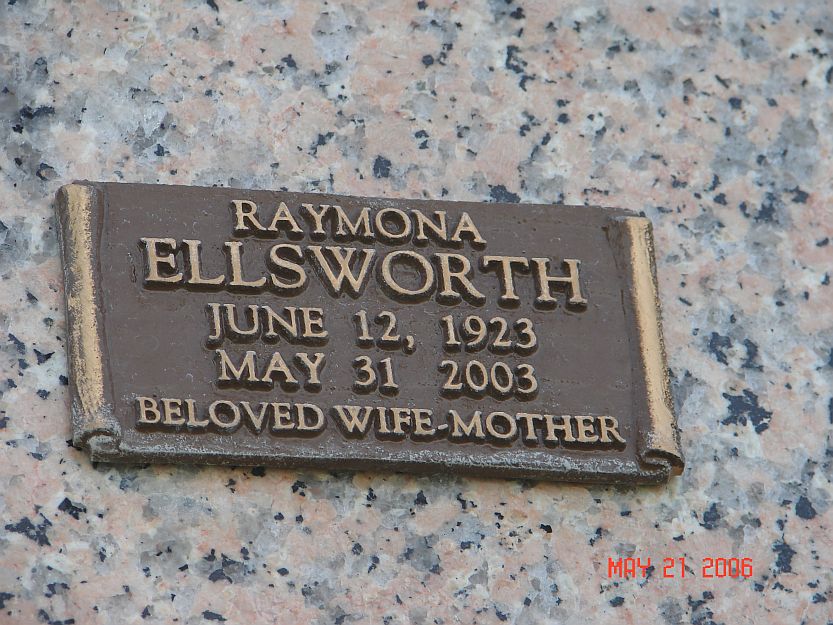 RAYMONA
ELLSWORTH
JUNE 12, 1923
MAY 31 2003
BELOVED WIFE-MOTHER
MAY 21 2006